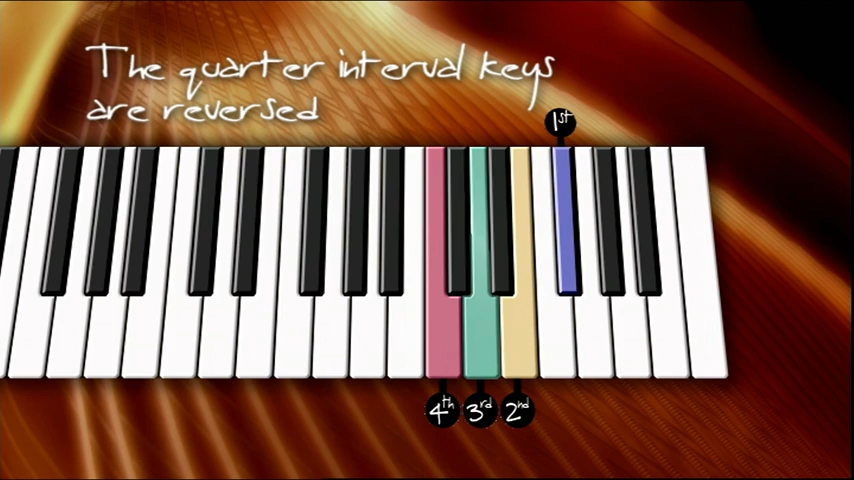 The quarter interval keys
are reversed
1st
4th 3rd 2nd